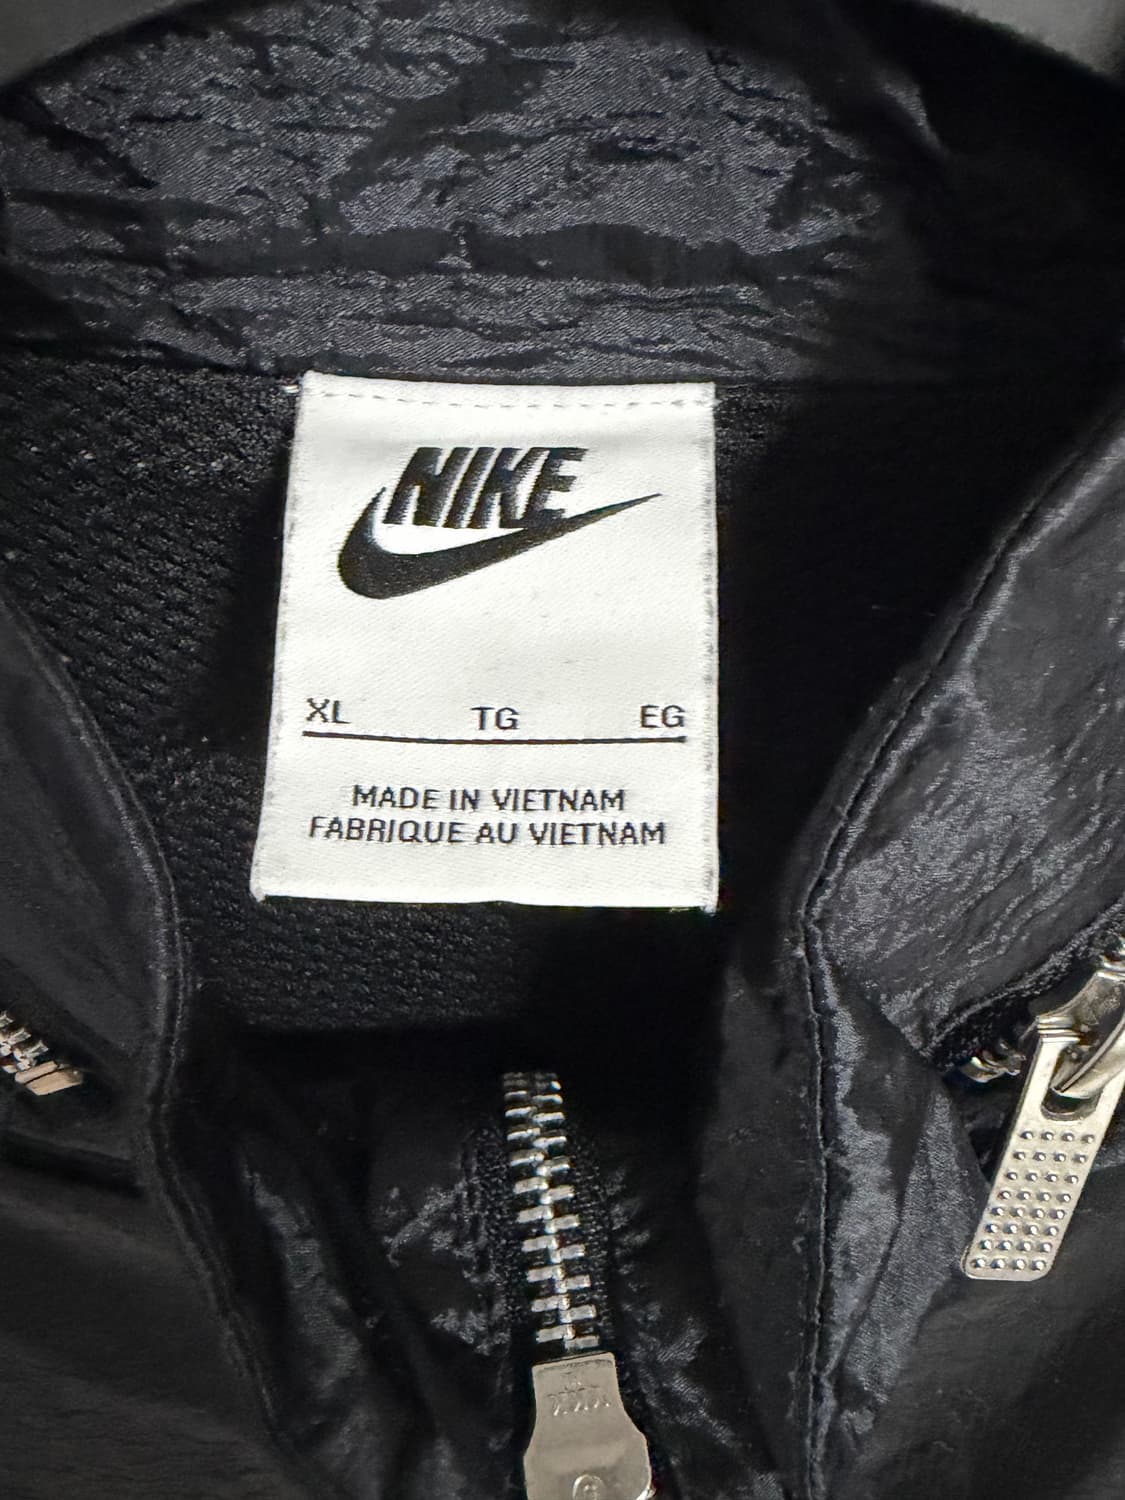 NIKE
XL TG EG
MADE IN VIETNAM
FABRIQUE AU VIETNAM